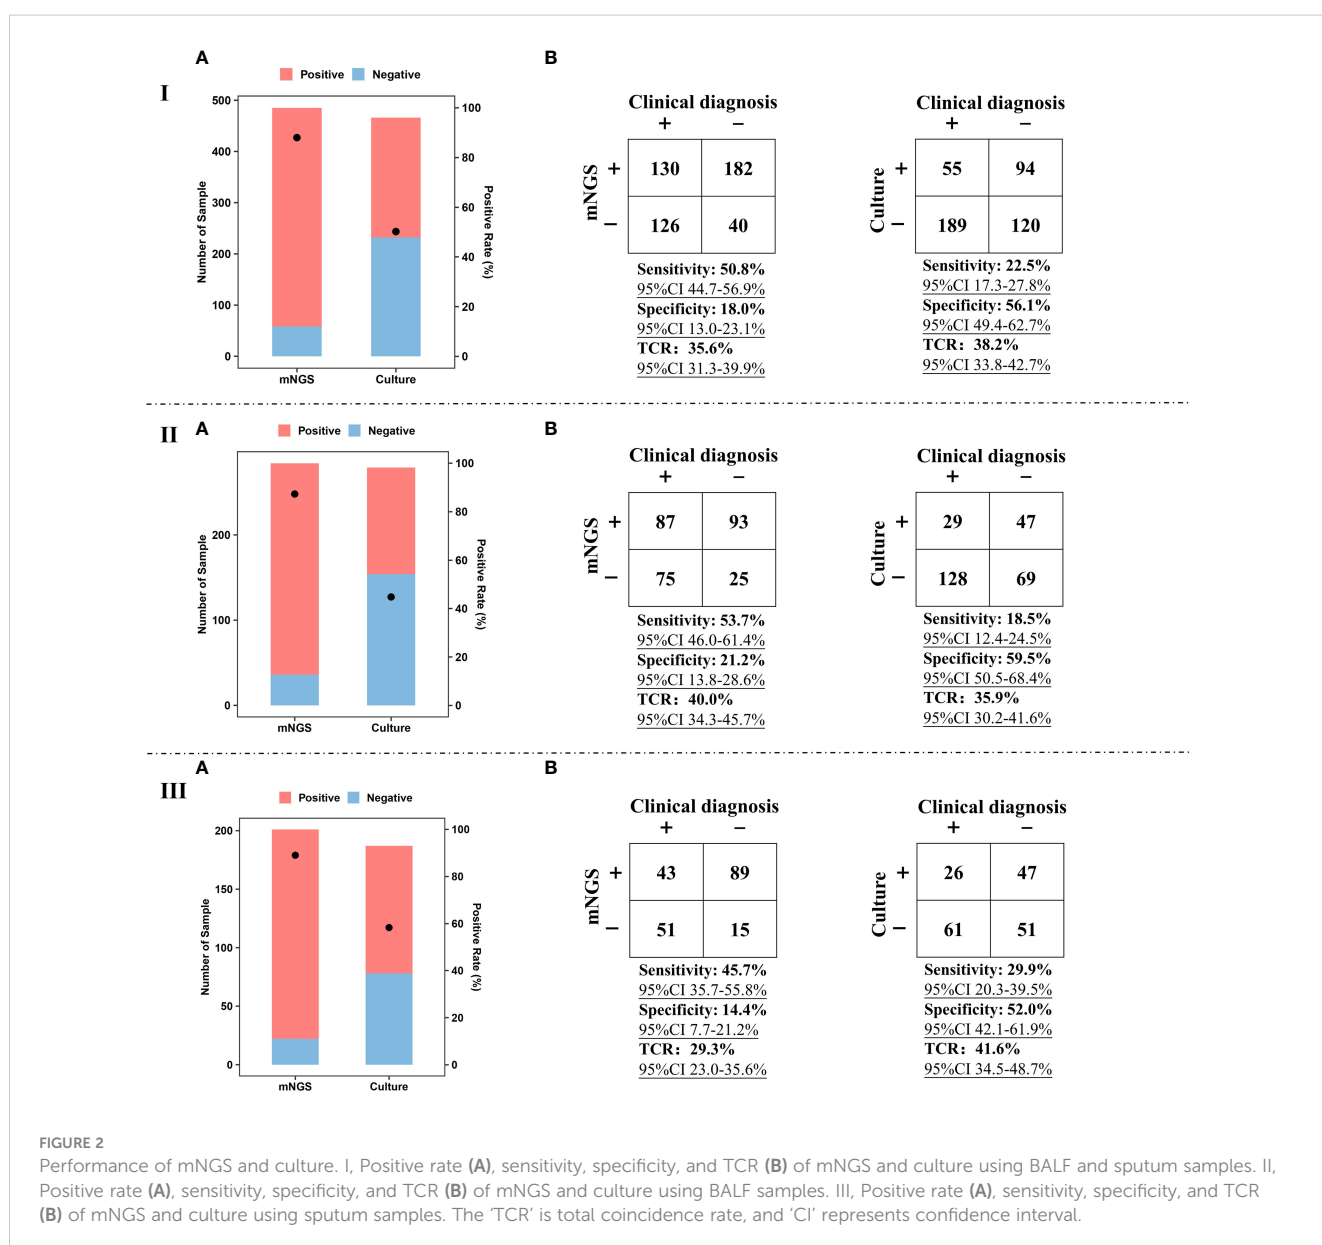 A
B
I
Positive Negative
500
400
300
200
100
0
Number of Sample
100
80
60
40
20
0
Positive Rate (%)
mNGS Culture
Clinical diagnosis
+ −
mNGS
+ 130 182
− 126 40
Sensitivity: 50.8%
95%CI 44.7-56.9%
Specificity: 18.0%
95%CI 13.0-23.1%
TCR: 35.6%
95%CI 31.3-39.9%
Clinical diagnosis
+ −
Culture
+ 55 94
− 189 120
Sensitivity: 22.5%
95%CI 17.3-27.8%
Specificity: 56.1%
95%CI 49.4-62.7%
TCR: 38.2%
95%CI 33.8-42.7%
II
A
B
Positive Negative
200
100
0
Number of Sample
100
80
60
40
20
0
Positive Rate (%)
mNGS Culture
Clinical diagnosis
+ −
mNGS
+ 87 93
− 75 25
Sensitivity: 53.7%
95%CI 46.0-61.4%
Specificity: 21.2%
95%CI 13.8-28.6%
TCR: 40.0%
95%CI 34.3-45.7%
Clinical diagnosis
+ −
Culture
+ 29 47
− 128 69
Sensitivity: 18.5%
95%CI 12.4-24.5%
Specificity: 59.5%
95%CI 50.5-68.4%
TCR: 35.9%
95%CI 30.2-41.6%
III
A
B
Positive Negative
200
150
100
50
0
Number of Sample
100
80
60
40
20
0
Positive Rate (%)
mNGS Culture
Clinical diagnosis
+ −
mNGS
+ 43 89
− 51 15
Sensitivity: 45.7%
95%CI 35.7-55.8%
Specificity: 14.4%
95%CI 7.7-21.2%
TCR: 29.3%
95%CI 23.0-35.6%
Clinical diagnosis
+ −
Culture
+ 26 47
− 61 51
Sensitivity: 29.9%
95%CI 20.3-39.5%
Specificity: 52.0%
95%CI 42.1-61.9%
TCR: 41.6%
95%CI 34.5-48.7%
FIGURE 2
Performance of mNGS and culture. I, Positive rate (A), sensitivity, specificity, and TCR (B) of mNGS and culture using BALF and sputum samples. II,
Positive rate (A), sensitivity, specificity, and TCR (B) of mNGS and culture using BALF samples. III, Positive rate (A), sensitivity, specificity, and TCR
(B) of mNGS and culture using sputum samples. The 'TCR' is total coincidence rate, and 'CI' represents confidence interval.